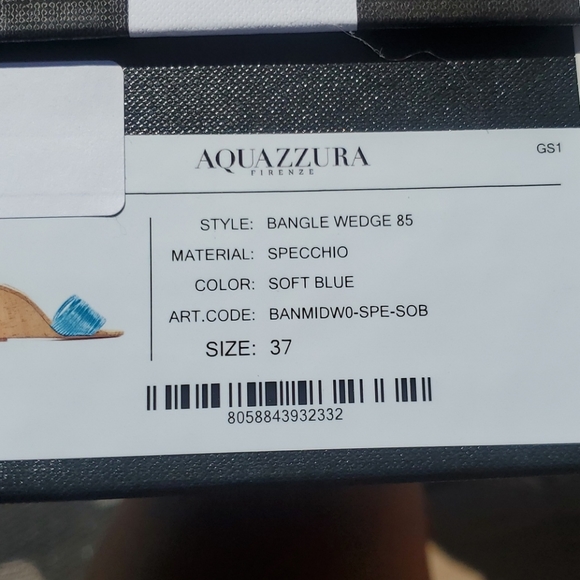 AQUAZZURA
FIRENZE
GS1
STYLE: BANGLE WEDGE 85
MATERIAL: SPECCHIO
COLOR: SOFT BLUE
ART.CODE: BANMIDW0-SPE-SOB
SIZE: 37
8058843932332